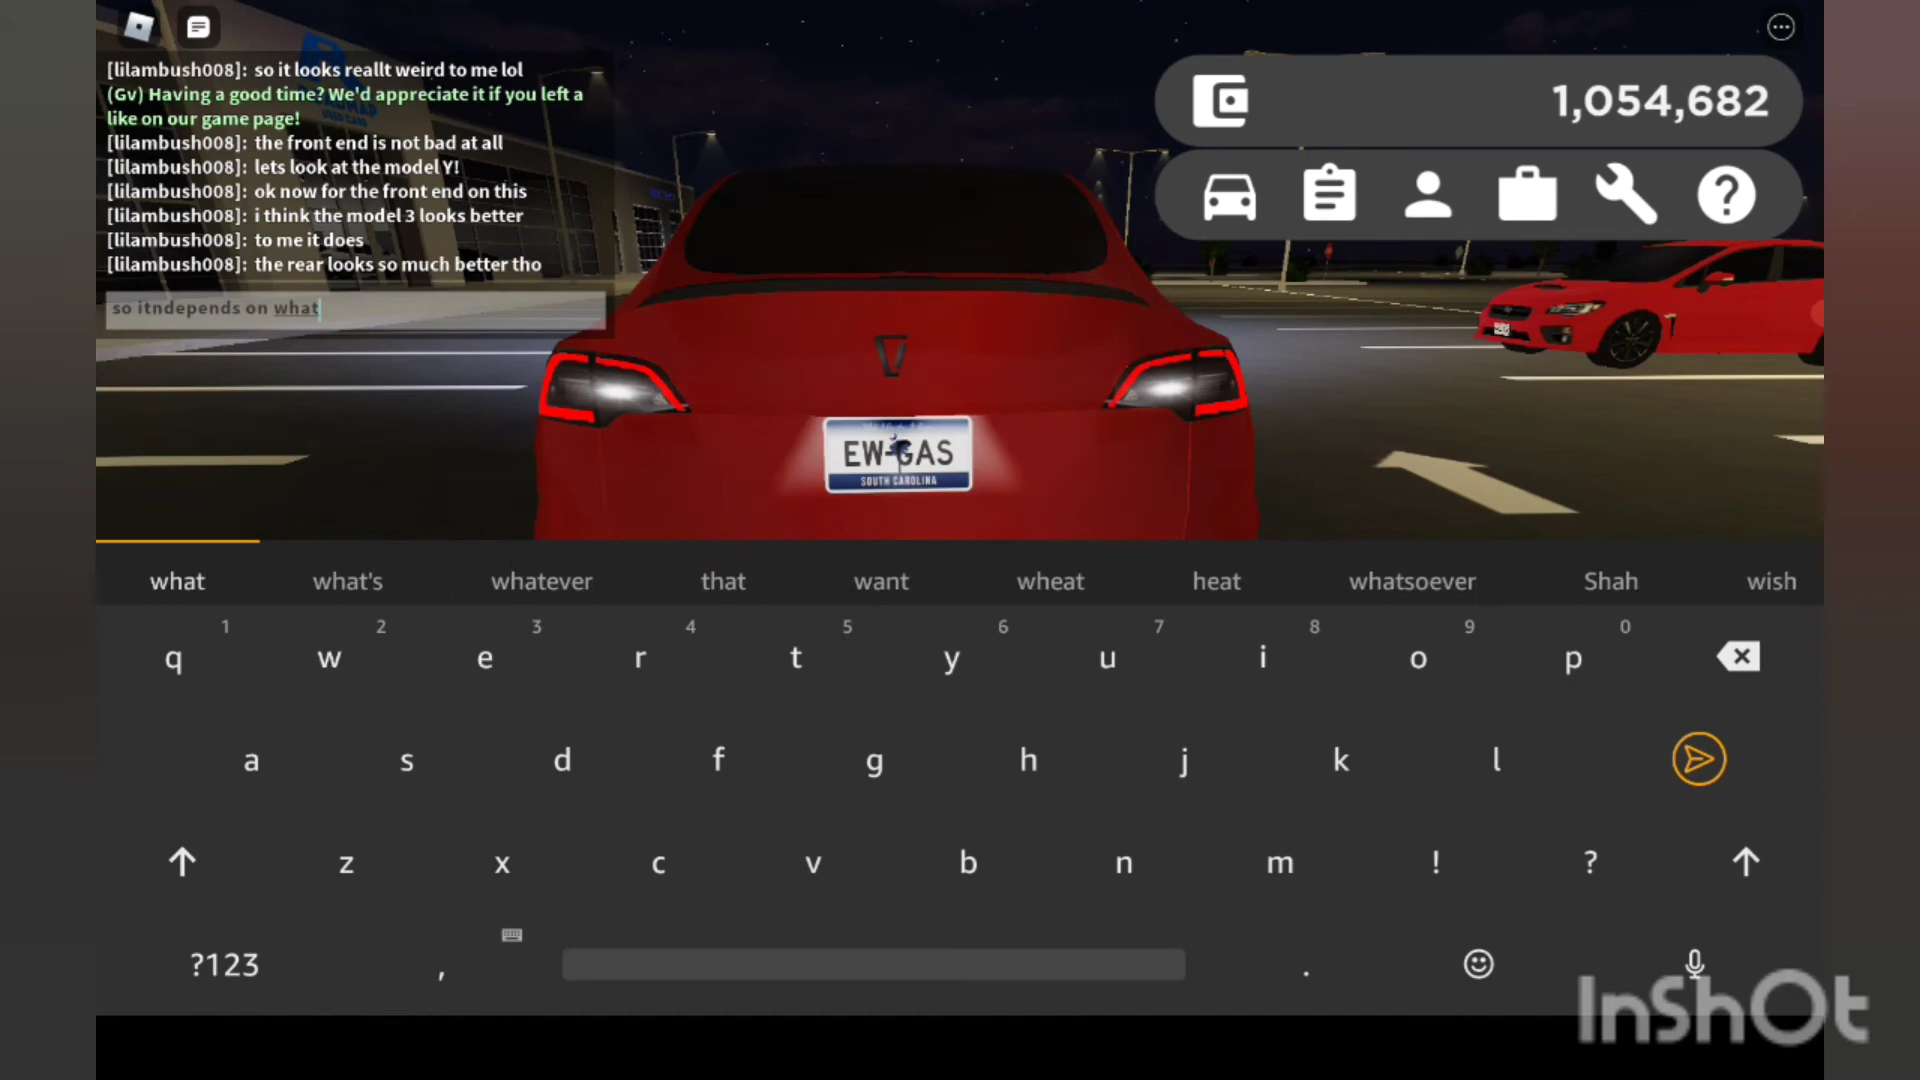 [lilambush008]: so it looks reallt weird to me lol
(Gv) Having a good time? We'd appreciate it if you left a
like on our game page!
[lilambush008]: the front end is not bad at all
[lilambush008]: lets look at the model Y!
[lilambush008]: ok now for the front end on this
[lilambush008]: i think the model 3 looks better
[lilambush008]: to me it does
[lilambush008]: the rear looks so much better tho
so itndepends on what
1,054,682
EW-GAS
SOUTH CAROLINA
what what's whatever that want wheat heat whatsoever Shah wish
1 2 3 4 5 6 7 8 9 0
q w e r t y u i o p
a s d f g h j k l
z x c v b n m ! ?
?123 , .
InShOt